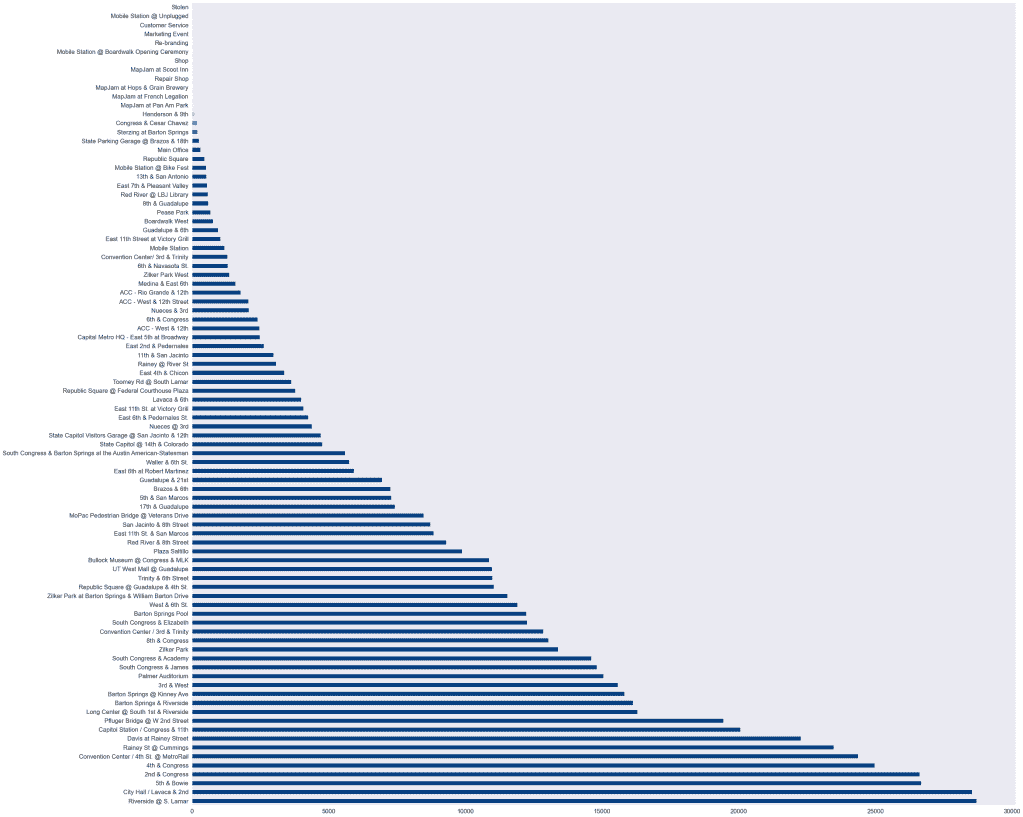 Stolen
Mobile Station @ Unplugged
Customer Service
Marketing Event
Re-branding
Mobile Station @ Boardwalk Opening Ceremony
Shop
MapJam at Scoot Inn
Repair Shop
MapJam at Hops & Grain Brewery
MapJam at French Legation
MapJam at Pan Am Park
Henderson & 9th
Congress & Cesar Chavez
Sterzing at Barton Springs
State Parking Garage @ Brazos & 18th
Main Office
Republic Square
Mobile Station @ Bike Fest
13th & San Antonio
East 7th & Pleasant Valley
Red River @ LBJ Library
8th & Guadalupe
Pease Park
Boardwalk West
Guadalupe & 6th
East 11th Street at Victory Grill
Mobile Station
Convention Center/ 3rd & Trinity
6th & Navasota St.
Zilker Park West
Medina & East 6th
ACC - Rio Grande & 12th
ACC - West & 12th Street
Nueces & 3rd
6th & Congress
ACC - West & 12th
Capital Metro HQ - East 5th at Broadway
East 2nd & Pedernales
11th & San Jacinto
Rainey @ River St
East 4th & Chicon
Toomey Rd @ South Lamar
Republic Square @ Federal Courthouse Plaza
Lavaca & 6th
East 11th St. at Victory Grill
East 6th & Pedernales St.
Nueces @ 3rd
State Capitol Visitors Garage @ San Jacinto & 12th
State Capitol @ 14th & Colorado
South Congress & Barton Springs at the Austin American-Statesman
Waller & 6th St.
East 6th at Robert Martinez
Guadalupe & 21st
Brazos & 6th
5th & San Marcos
17th & Guadalupe
MoPac Pedestrian Bridge @ Veterans Drive
San Jacinto & 8th Street
East 11th St. & San Marcos
Red River & 8th Street
Plaza Saltillo
Bullock Museum @ Congress & MLK
UT West Mall @ Guadalupe
Trinity & 6th Street
Republic Square @ Guadalupe & 4th St.
Zilker Park at Barton Springs & William Barton Drive
West & 6th St.
Barton Springs Pool
South Congress & Elizabeth
Convention Center / 3rd & Trinity
8th & Congress
Zilker Park
South Congress & Academy
South Congress & James
Palmer Auditorium
3rd & West
Barton Springs @ Kinney Ave
Barton Springs & Riverside
Long Center @ South 1st & Riverside
Pfluger Bridge @ W 2nd Street
Capitol Station / Congress & 11th
Davis at Rainey Street
Rainey St @ Cummings
Convention Center / 4th St. @ MetroRail
4th & Congress
2nd & Congress
5th & Bowie
City Hall / Lavaca & 2nd
Riverside @ S. Lamar
0 5000 10000 15000 20000 25000 30000